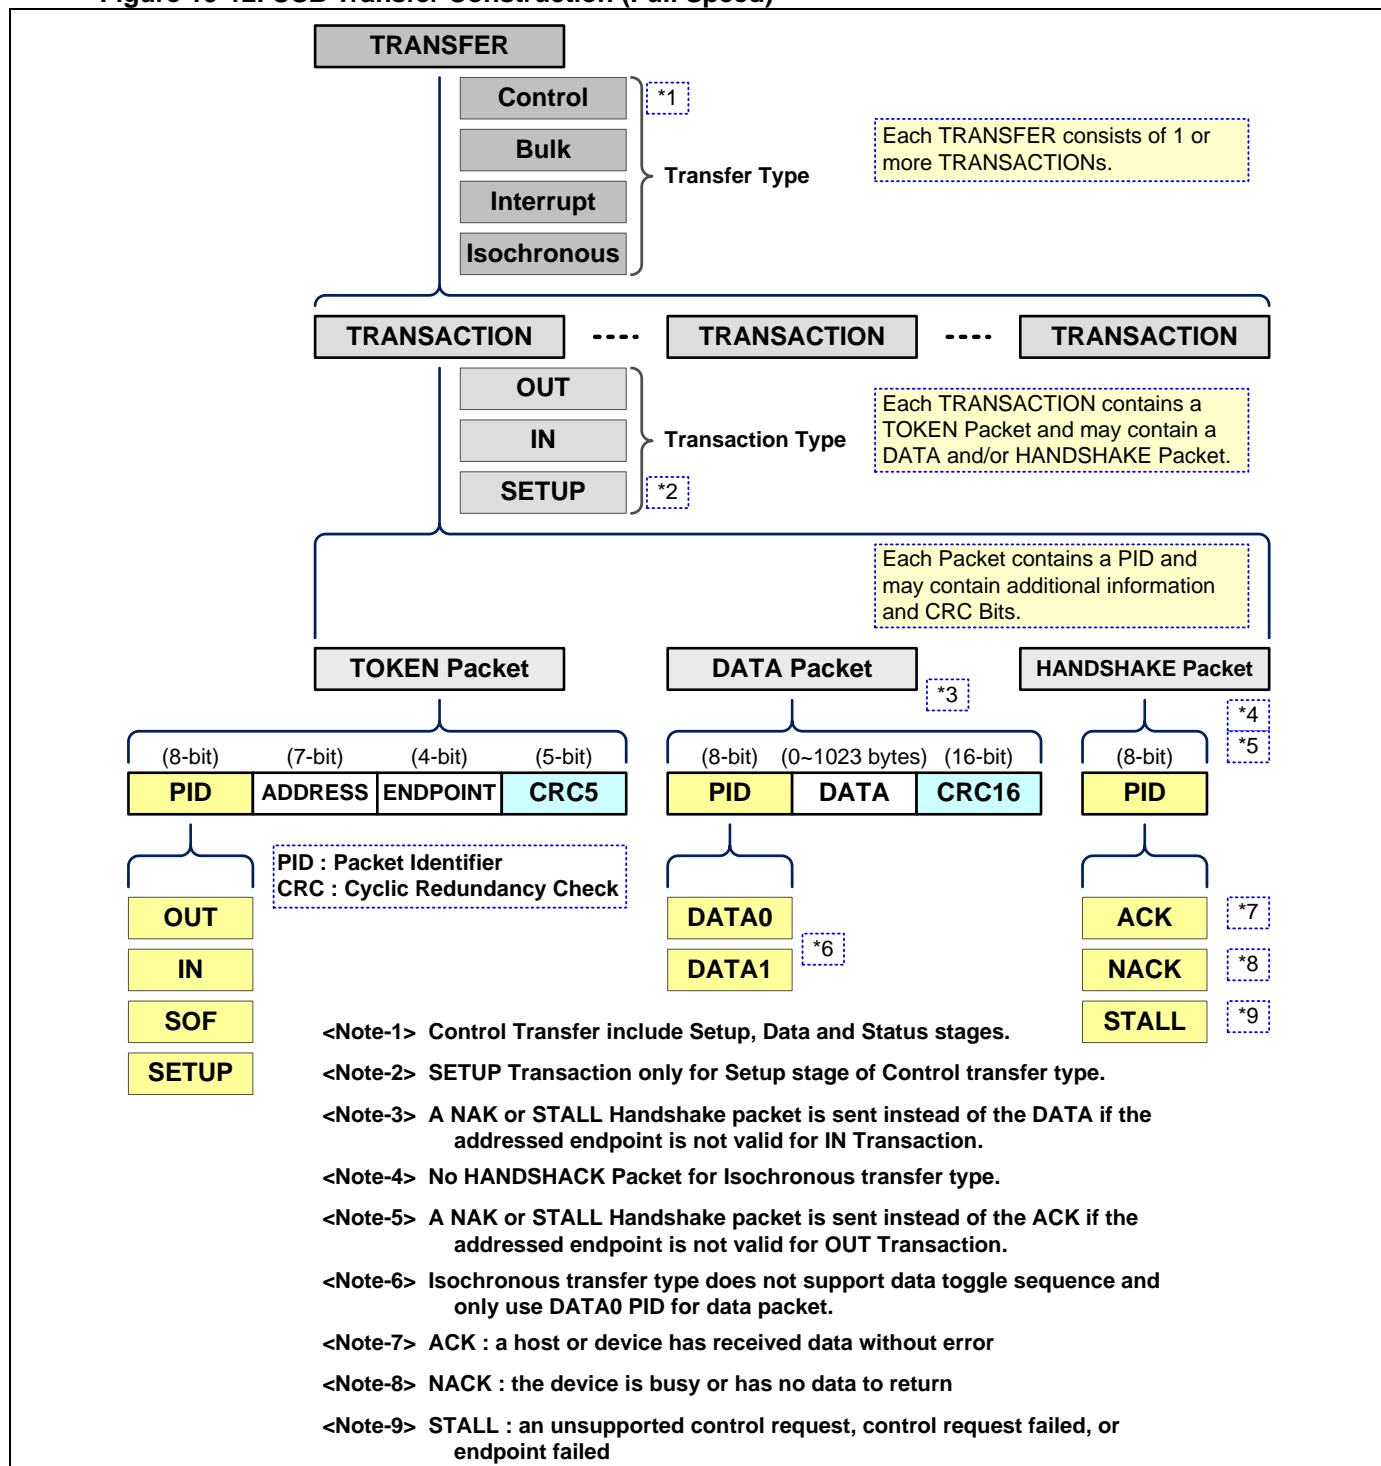 TRANSFER
Control
*1
Bulk
Interrupt
Isochronous
Transfer Type
Each TRANSFER consists of 1 or
more TRANSACTIONs.
TRANSACTION
TRANSACTION
TRANSACTION
OUT
IN
SETUP
*2
Transaction Type
Each TRANSACTION contains a
TOKEN Packet and may contain a
DATA and/or HANDSHAKE Packet.
Each Packet contains a PID and
may contain additional information
and CRC Bits.
TOKEN Packet
DATA Packet
*3
HANDSHAKE Packet
*4
*5
(8-bit) (7-bit) (4-bit) (5-bit)
PID ADDRESS ENDPOINT CRC5
(8-bit) (0~1023 bytes) (16-bit)
PID DATA CRC16
(8-bit)
PID
PID : Packet Identifier
CRC : Cyclic Redundancy Check
OUT
IN
SOF
SETUP
DATA0
DATA1
*6
ACK
*7
NACK
*8
STALL
*9
<Note-1> Control Transfer include Setup, Data and Status stages.
<Note-2> SETUP Transaction only for Setup stage of Control transfer type.
<Note-3> A NAK or STALL Handshake packet is sent instead of the DATA if the
addressed endpoint is not valid for IN Transaction.
<Note-4> No HANDSHACK Packet for Isochronous transfer type.
<Note-5> A NAK or STALL Handshake packet is sent instead of the ACK if the
addressed endpoint is not valid for OUT Transaction.
<Note-6> Isochronous transfer type does not support data toggle sequence and
only use DATA0 PID for data packet.
<Note-7> ACK : a host or device has received data without error
<Note-8> NACK : the device is busy or has no data to return
<Note-9> STALL : an unsupported control request, control request failed, or
endpoint failed